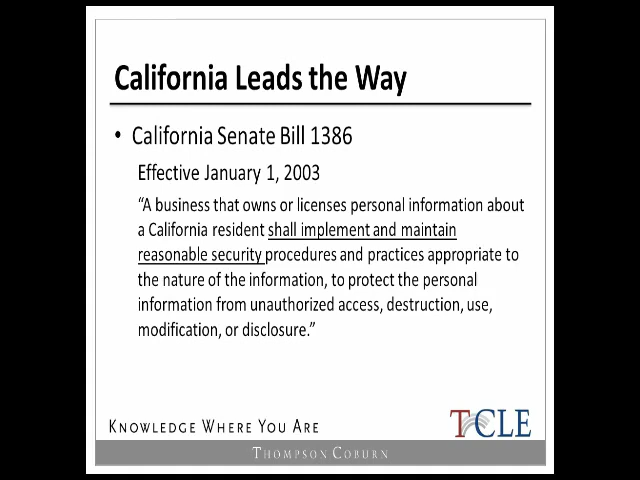 California Leads the Way
• California Senate Bill 1386
Effective January 1, 2003
“A business that owns or licenses personal information about
a California resident shall implement and maintain
reasonable security procedures and practices appropriate to
the nature of the information, to protect the personal
information from unauthorized access, destruction, use,
modification, or disclosure.”
KNOWLEDGE WHERE YOU ARE
TCCLE
THOMPSON COBURN